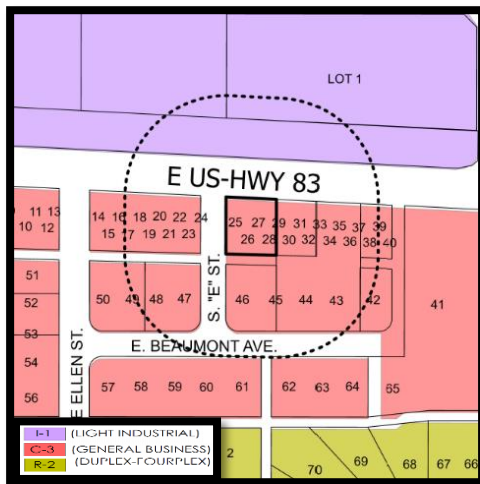 LOT 1
E US-HWY 83
11 13
10 12
14 16 18 20 22 24
15 17 19 21 23
25 27 29 31 33 35 37 39
26 28 30 32 34 36 38 40
51
52
53
54
56
50 49 48 47
S. "E" ST.
46 45 44 43 42
41
E. BEAUMONT AVE.
E ELLEN ST.
57 58 59 60 61 62 63 64 65
I-1 (LIGHT INDUSTRIAL)
C-3 (GENERAL BUSINESS)
R-2 (DUPLEX-FOURPLEX)
2
70 69 68 67 66